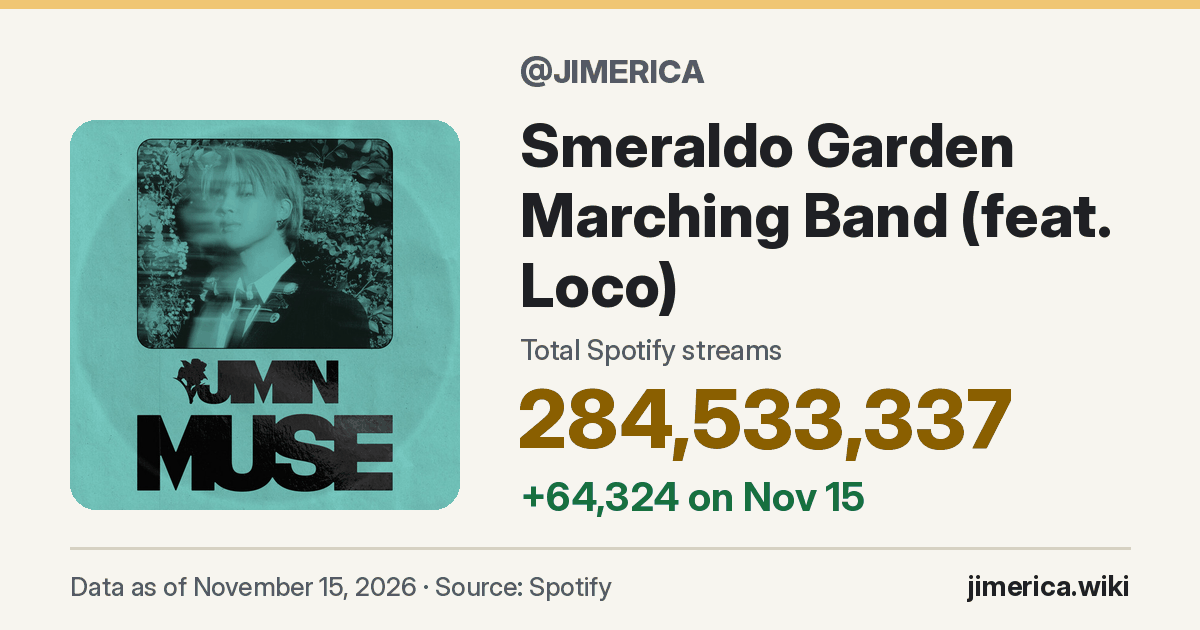 @JIMERICA
Smeraldo Garden
Marching Band (feat.
Loco)
Total Spotify streams
284,533,337
+64,324 on Nov 15
JIMIN
MUSE
Data as of November 15, 2026 · Source: Spotify
jimerica.wiki